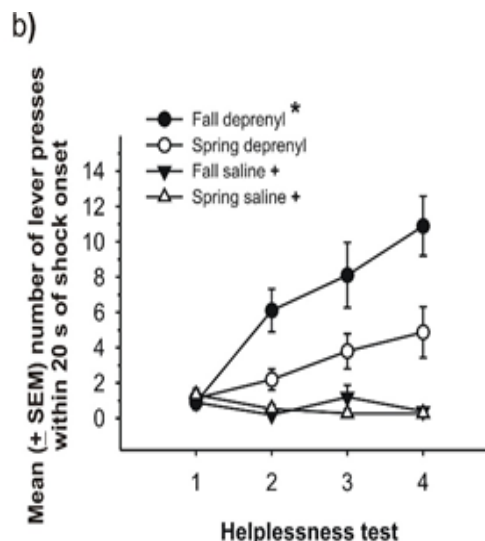 b)
Mean (± SEM) number of lever presses
within 20 s of shock onset
Fall deprenyl *
Spring deprenyl
Fall saline +
Spring saline +
14
12
10
8
6
4
2
0
1 2 3 4
Helplessness test